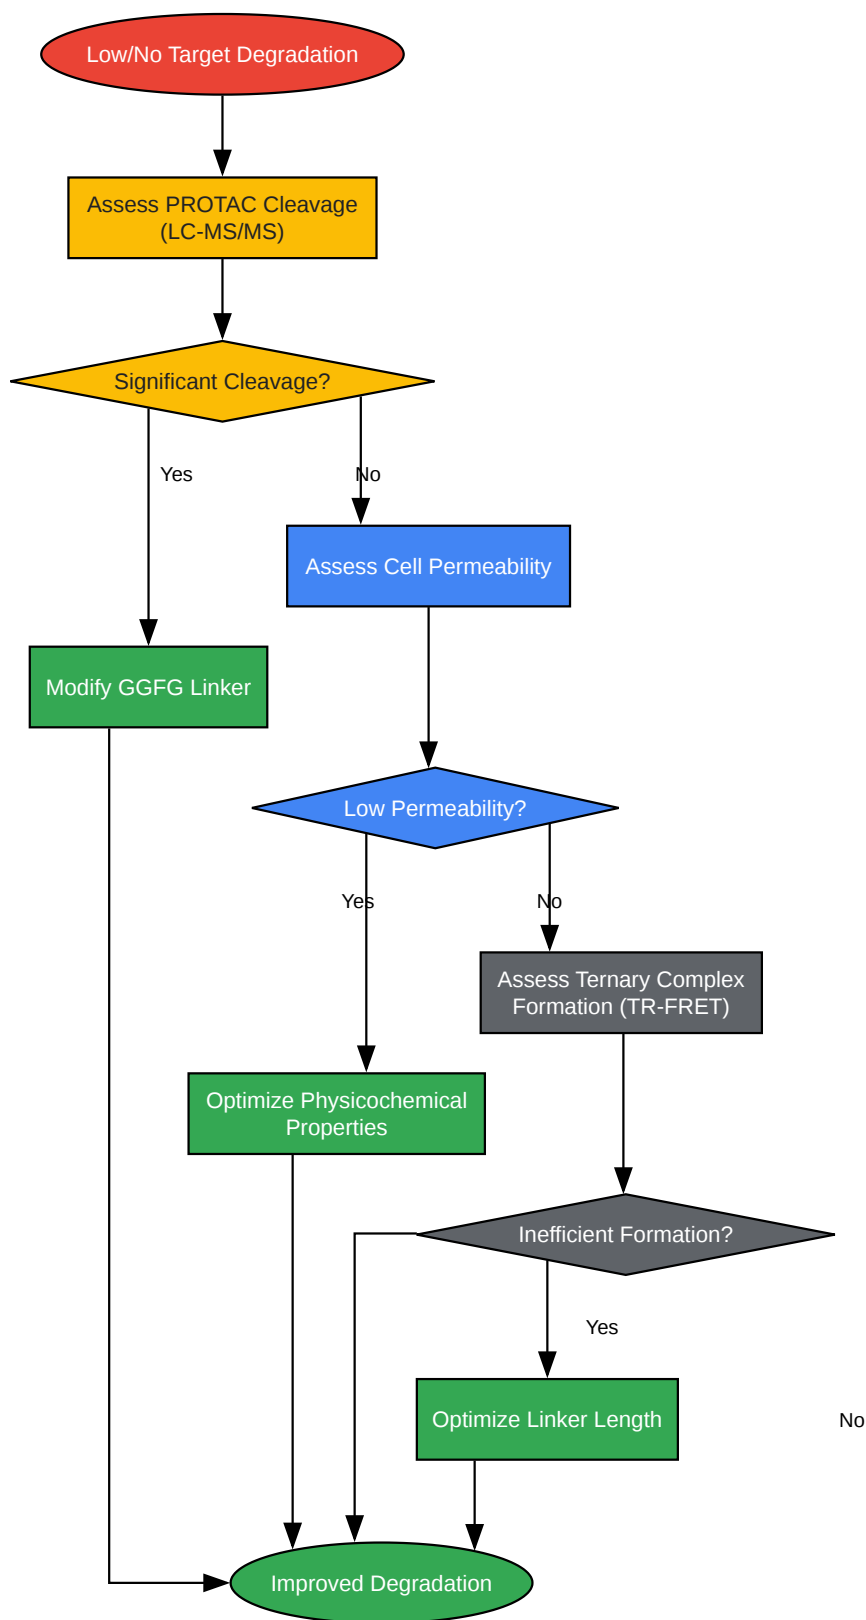 Low/No Target Degradation
Assess PROTAC Cleavage
(LC-MS/MS)
Significant Cleavage?
Yes
No
Assess Cell Permeability
Modify GGFG Linker
Low Permeability?
Yes
No
Assess Ternary Complex
Formation (TR-FRET)
Optimize Physicochemical
Properties
Inefficient Formation?
Yes
Optimize Linker Length
No
Improved Degradation